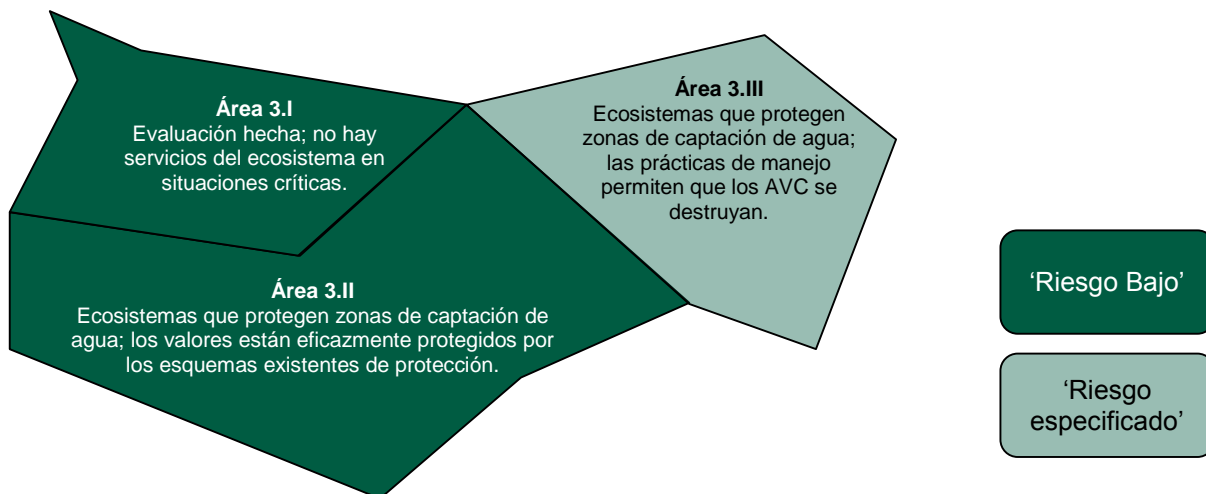 Área 3.I
Evaluación hecha; no hay
servicios del ecosistema en
situaciones críticas.
Área 3.III
Ecosistemas que protegen
zonas de captación de agua;
las prácticas de manejo
permiten que los AVC se
destruyan.
Área 3.II
Ecosistemas que protegen zonas de captación de
agua; los valores están eficazmente protegidos por
los esquemas existentes de protección.
‘Riesgo Bajo’
‘Riesgo
especificado’